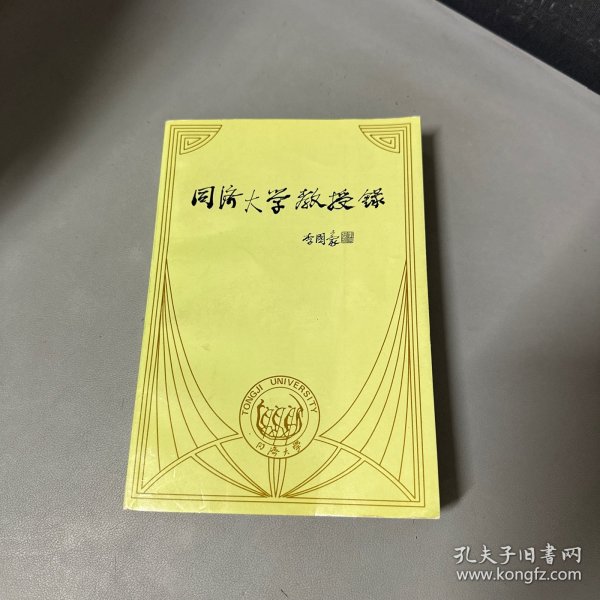 同济大学教授录
李国豪
TONGJI UNIVERSITY
同济大学
孔夫子旧书网
www.kongfz.com